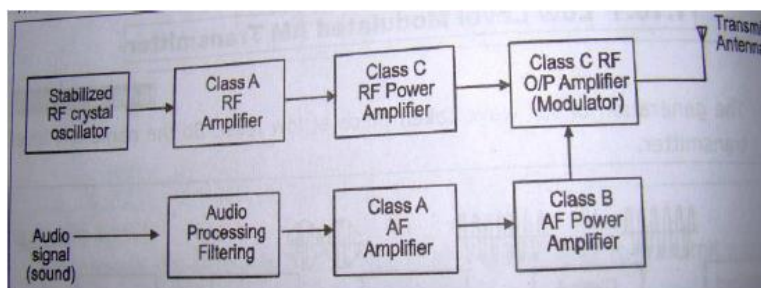 Transmi
Antenna
Stabilized
RF crystal
oscillator
Class A
RF
Amplifier
Class C
RF Power
Amplifier
Class C RF
O/P Amplifier
(Modulator)
Audio
signal
(sound)
Audio
Processing
Filtering
Class A
AF
Amplifier
Class B
AF Power
Amplifier